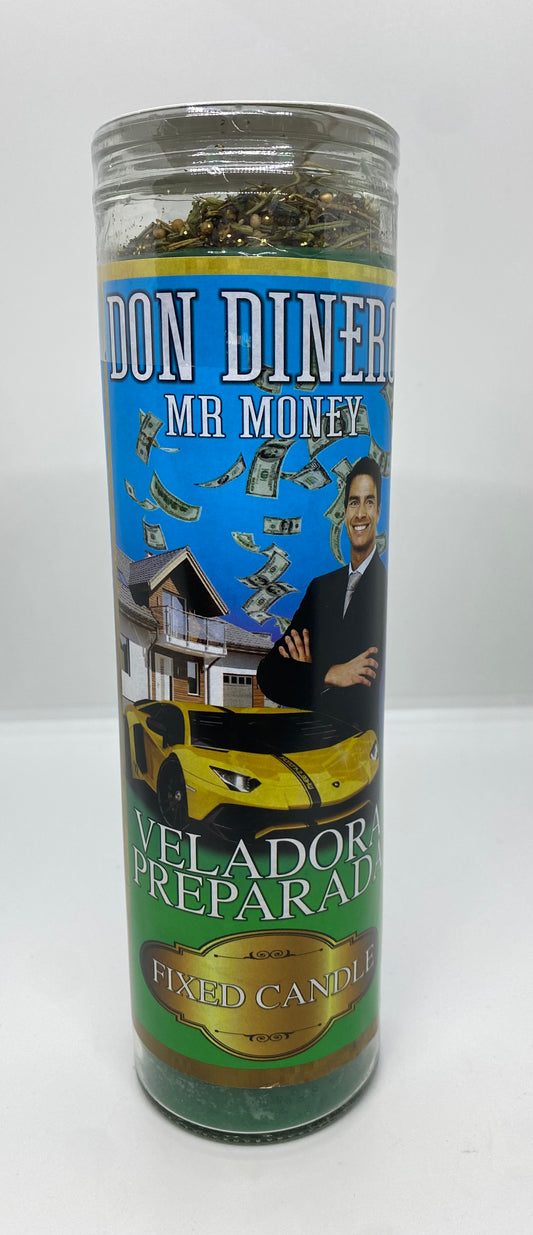 DON DINERO
MR MONEY
VELADORA
PREPARADA
FIXED CANDLE